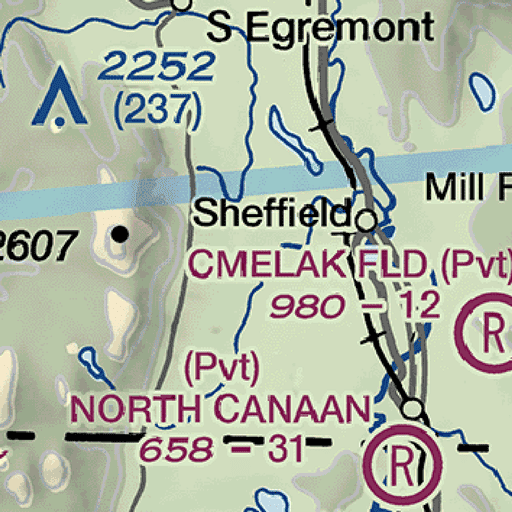 S Egremont
2252
(237)
Mill
Sheffield
2607
CMELAK FLD (Pvt)
980 - 12
R
(Pvt)
NORTH CANAAN
658 - 31
R